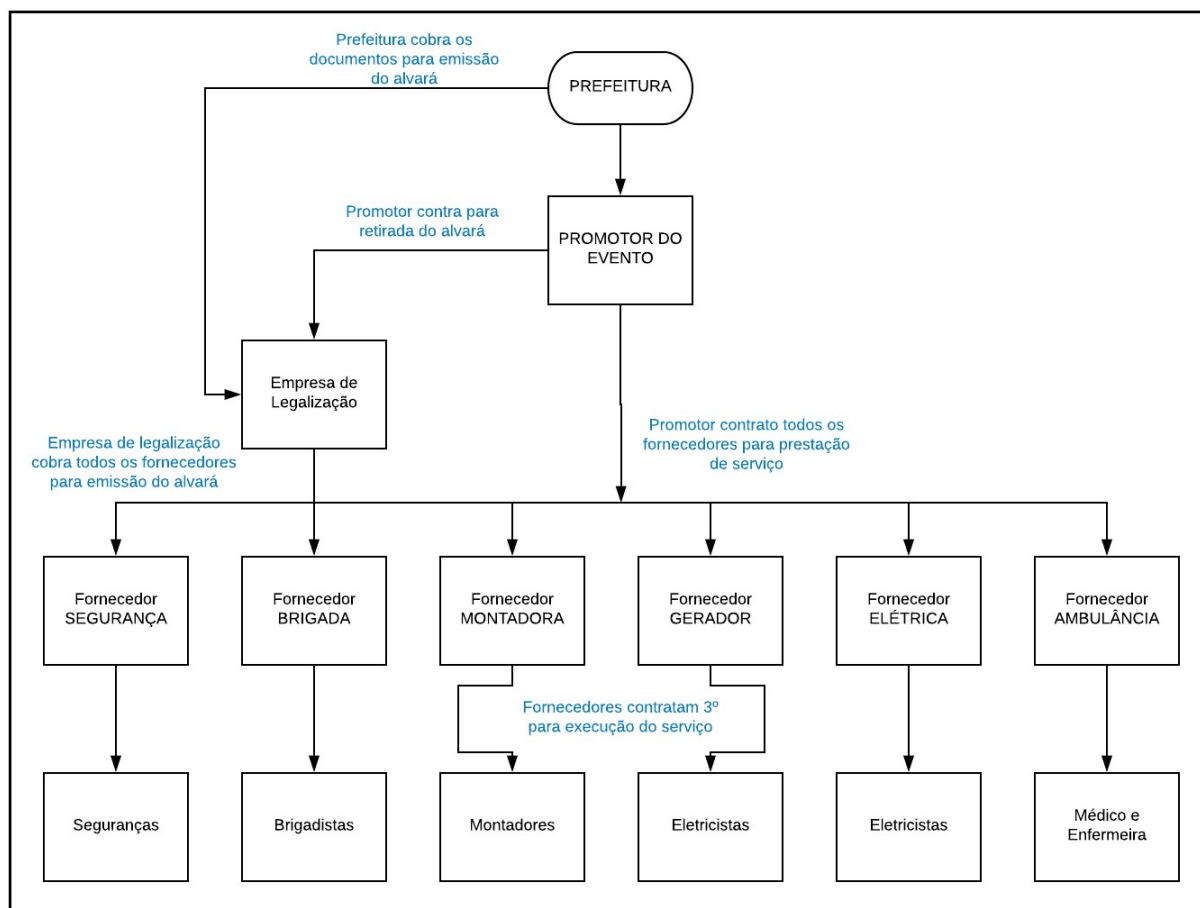 Prefeitura cobra os
documentos para emissão
do alvará
PREFEITURA
Promotor contra para
retirada do alvará
PROMOTOR DO
EVENTO
Empresa de
Legalização
Empresa de legalização
cobra todos os fornecedores
para emissão do alvará
Promotor contrato todos os
fornecedores para prestação
de serviço
Fornecedor
SEGURANÇA
Fornecedor
BRIGADA
Fornecedor
MONTADORA
Fornecedor
GERADOR
Fornecedor
ELÉTRICA
Fornecedor
AMBULÂNCIA
Fornecedores contratam 3º
para execução do serviço
Seguranças
Brigadistas
Montadores
Eletricistas
Eletricistas
Médico e
Enfermeira